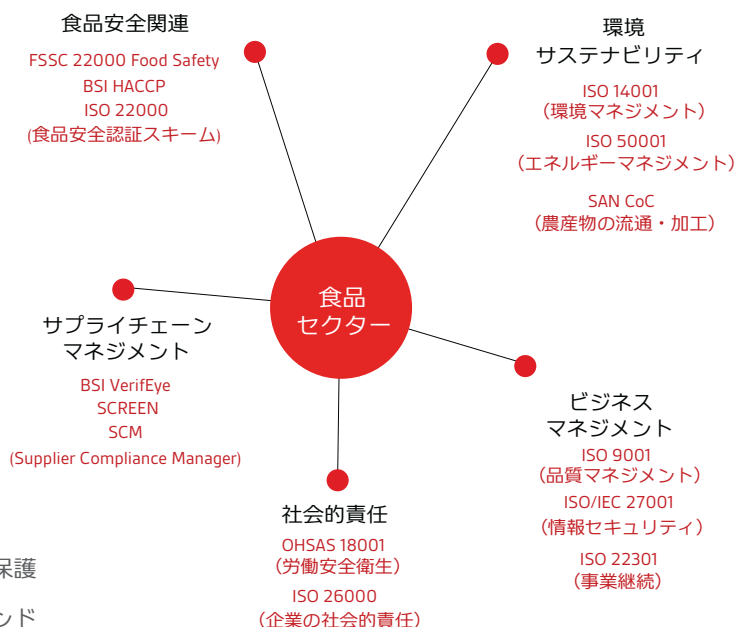 食品安全関連
FSSC 22000 Food Safety
BSI HACCP
ISO 22000
(食品安全認証スキーム)
環境
サステナビリティ
ISO 14001
（環境マネジメント）
ISO 50001
（エネルギーマネジメント）
SAN CoC
（農産物の流通・加工）
食品
セクター
サプライチェーン
マネジメント
BSI VerifEye
SCREEN
SCM
(Supplier Compliance Manager)
ビジネス
マネジメント
ISO 9001
（品質マネジメント）
ISO/IEC 27001
（情報セキュリティ）
ISO 22301
（事業継続）
社会的責任
OHSAS 18001
（労働安全衛生）
ISO 26000
（企業の社会的責任）
保護
ンド